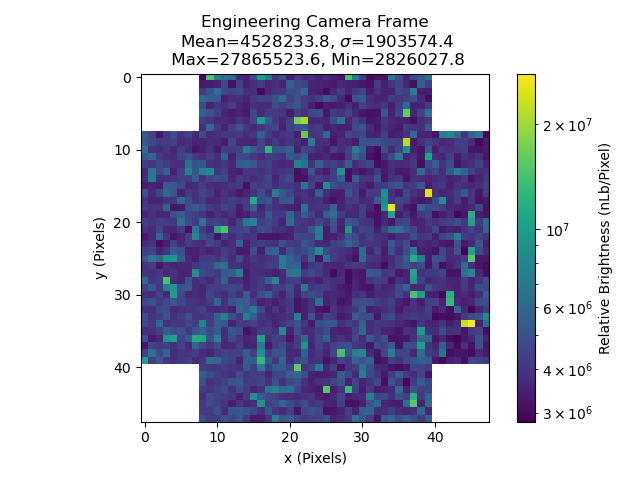 Engineering Camera Frame
Mean=4528233.8, σ=1903574.4
Max=27865523.6, Min=2826027.8
0
10
20
30
40
y (Pixels)
0
10
20
30
40
x (Pixels)
2 × 10⁷
10⁷
6 × 10⁶
4 × 10⁶
3 × 10⁶
Relative Brightness (nLb/Pixel)